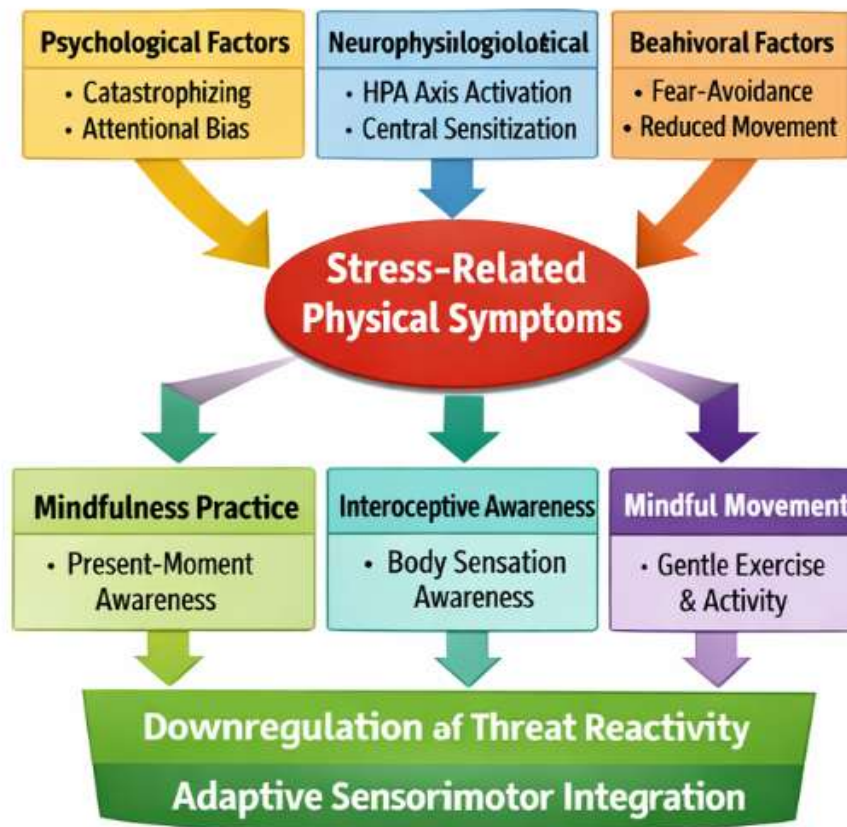 Psychological Factors
• Catastrophizing
• Attentional Bias
• HPA Axis Activation
• Central Sensitization
Beahivoral Factors
• Fear-Avoidance
• Reduced Movement
Stress-Related
Physical Symptoms
Mindfulness Practice
• Present-Moment
Awareness
Interoceptive Awareness
• Body Sensation
Awareness
Mindful Movement
• Gentle Exercise
& Activity
Downregulation of Threat Reactivity
Adaptive Sensorimotor Integration